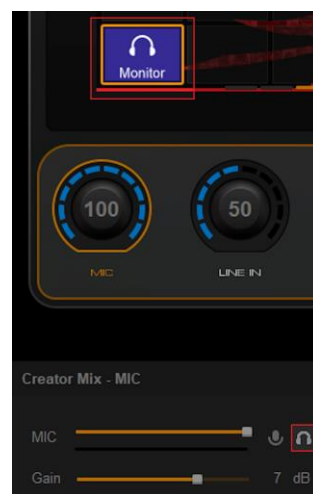 Monitor
100
50
MIC
LINE IN
Creator Mix - MIC
MIC
Gain
7 dB